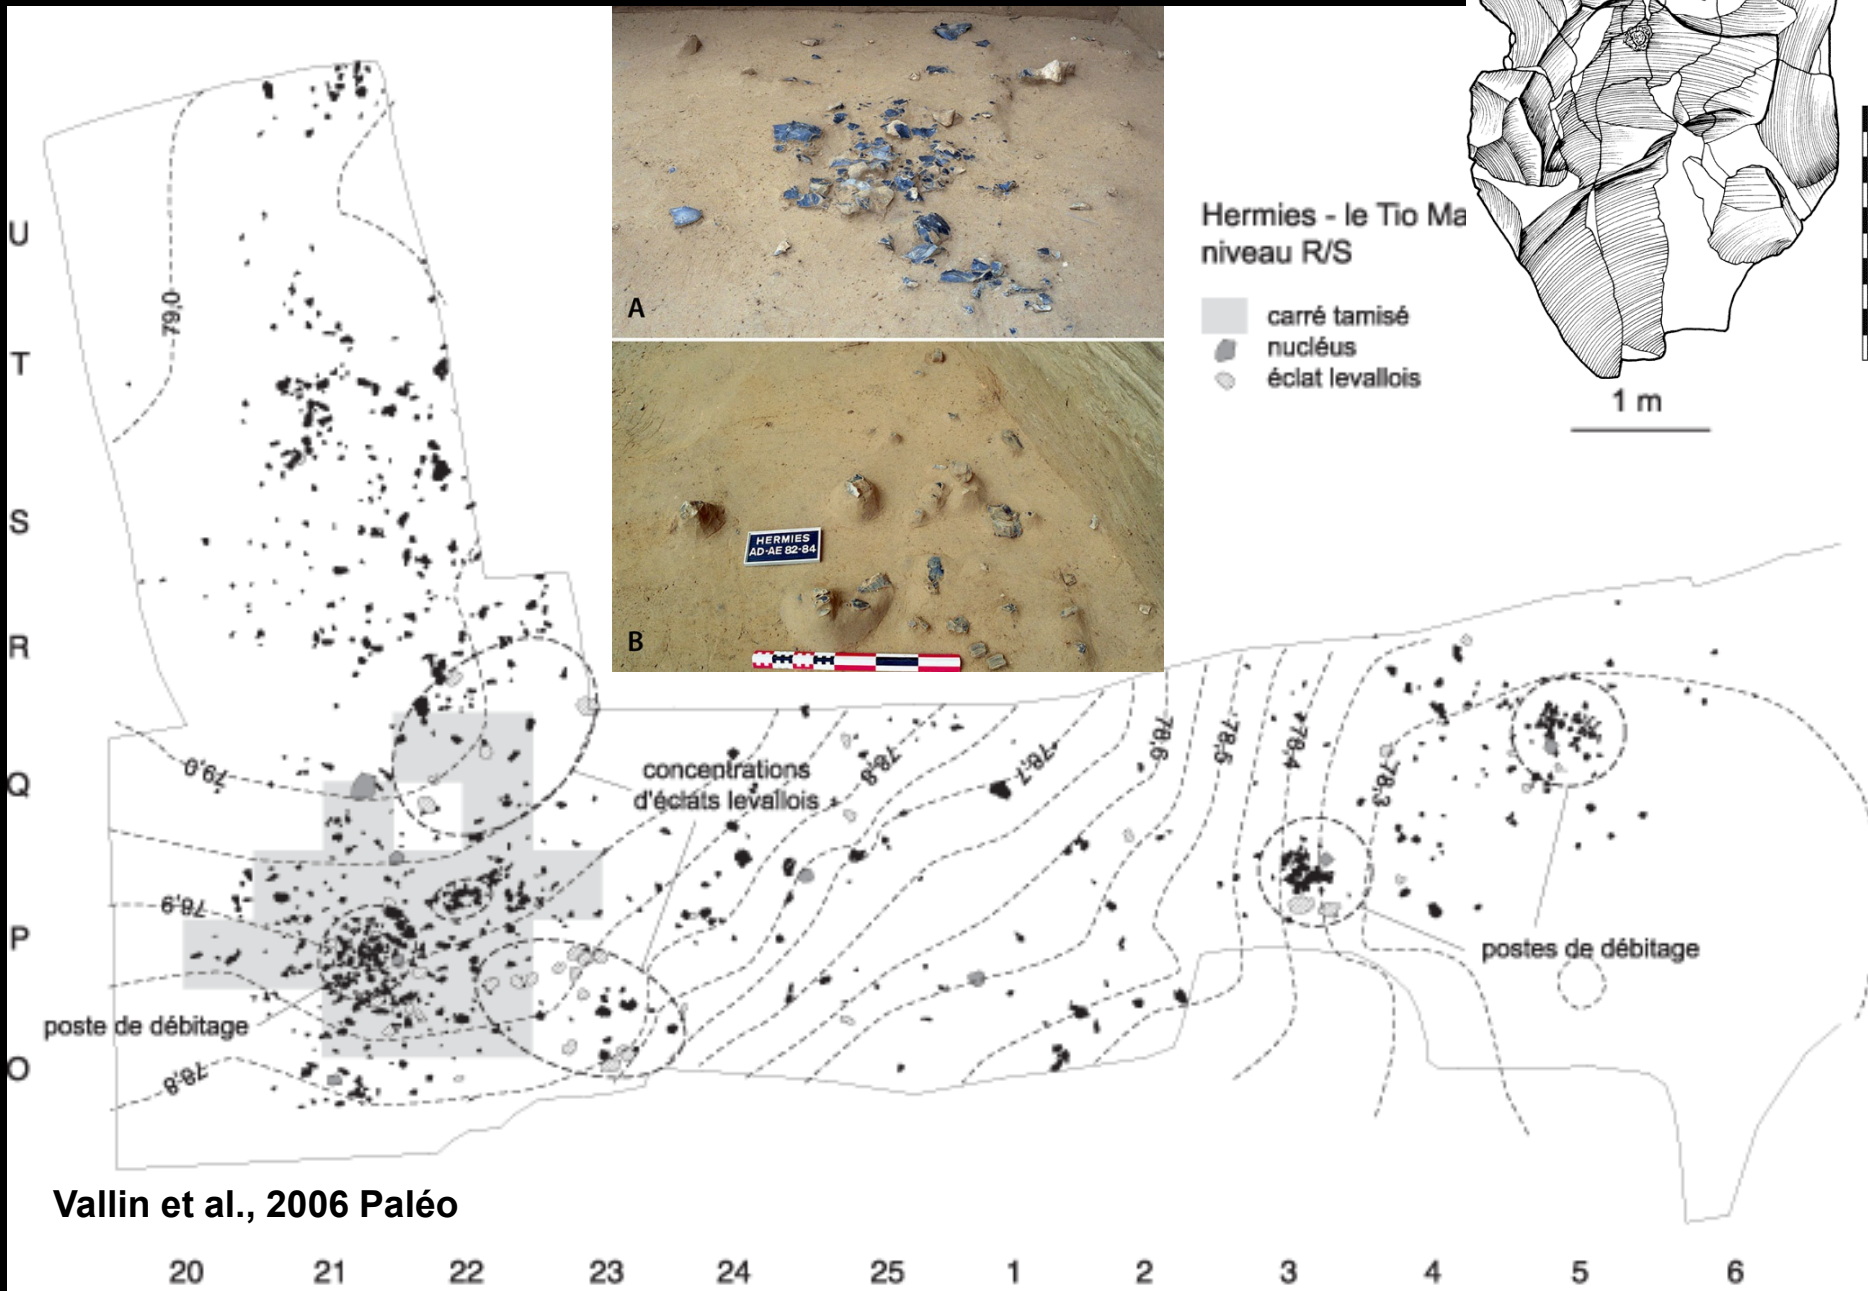 A
B
HERMIES
AD-AE 82-84
Hermies - le Tio Ma
niveau R/S
carré tamisé
nucléus
éclat levallois
1 m
U
T
S
R
Q
P
O
79,0
79,0
78,9
78,8
78,8
78,7
78,6
78,5
78,4
78,3
concentrations
d'éclats levallois
postes de débitage
poste de débitage
Vallin et al., 2006 Paléo
20 21 22 23 24 25 1 2 3 4 5 6